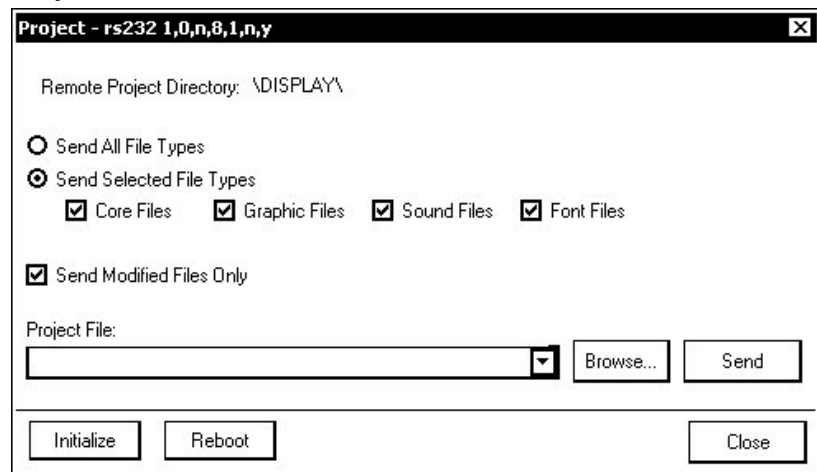 Project - rs232 1,0,n,8,1,n,y
Remote Project Directory: \DISPLAY\
Send All File Types
Send Selected File Types
Core Files Graphic Files Sound Files Font Files
Send Modified Files Only
Project File:
Browse... Send
Initialize Reboot Close